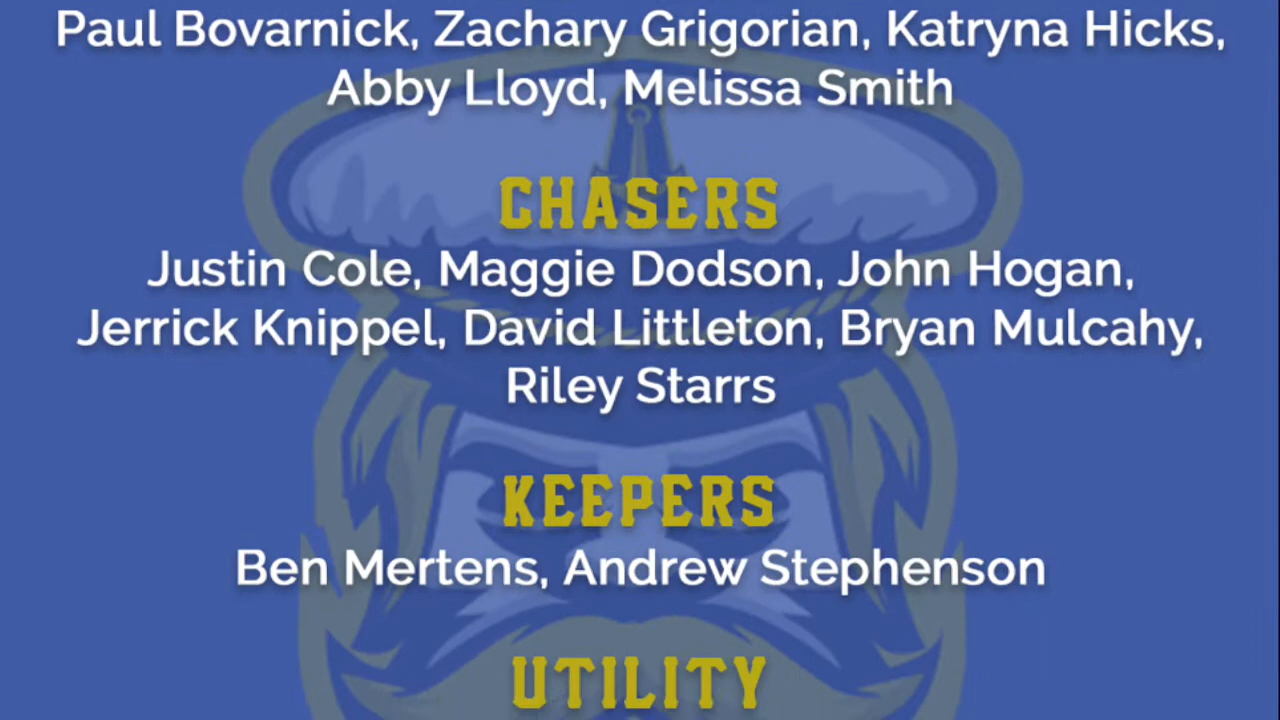 Paul Bovarnick, Zachary Grigorian, Katryna Hicks,
Abby Lloyd, Melissa Smith
CHASERS
Justin Cole, Maggie Dodson, John Hogan,
Jerrick Knippel, David Littleton, Bryan Mulcahy,
Riley Starrs
KEEPERS
Ben Mertens, Andrew Stephenson
UTILITY